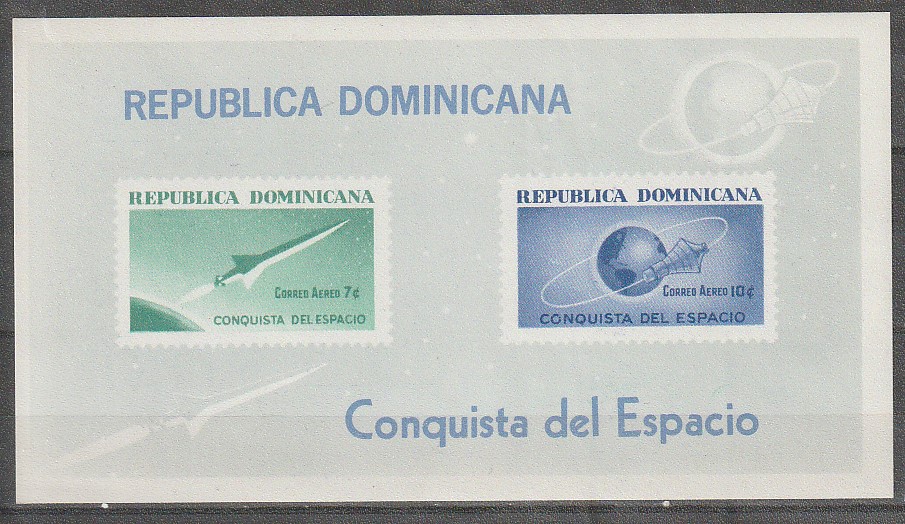 REPUBLICA DOMINICANA
REPUBLICA DOMINICANA
CORREO AEREO 7¢
CONQUISTA DEL ESPACIO
REPUBLICA DOMINICANA
CORREO AEREO 10¢
CONQUISTA DEL ESPACIO
Conquista del Espacio